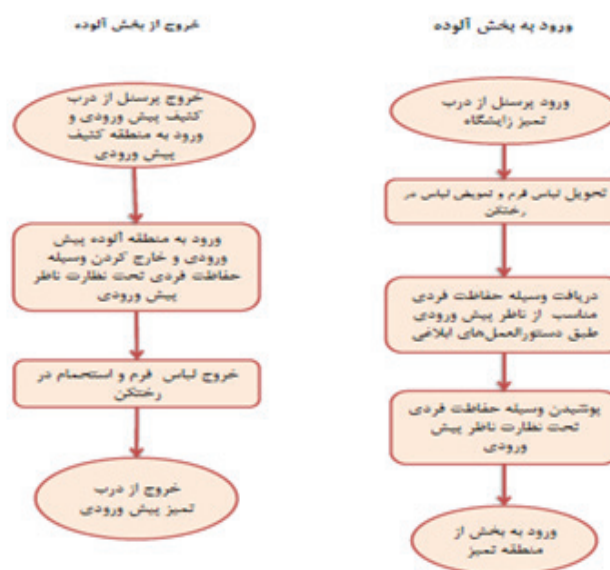 ورود به بخش آلوده
ورود پرسنل از درب
تمیز زایشگاه
تحویل لباس فرم و تعویض لباس در
رختکن
دریافت وسیله حفاظت فردی
مناسب از ناظر پیش ورودی
طبق دستورالعمل‌های ابلاغی
پوشیدن وسیله حفاظت فردی
تحت نظارت ناظر پیش
ورودی
ورود به بخش از
منطقه تمیز
خروج از بخش آلوده
خروج پرسنل از درب
کثیف پیش ورودی و
ورود به منطقه کثیف
پیش ورودی
ورود به منطقه آلوده پیش
ورودی و خارج کردن وسیله
حفاظت فردی تحت نظارت ناظر
پیش ورودی
خروج لباس فرم و استحمام در
رختکن
خروج از درب
تمیز پیش ورودی